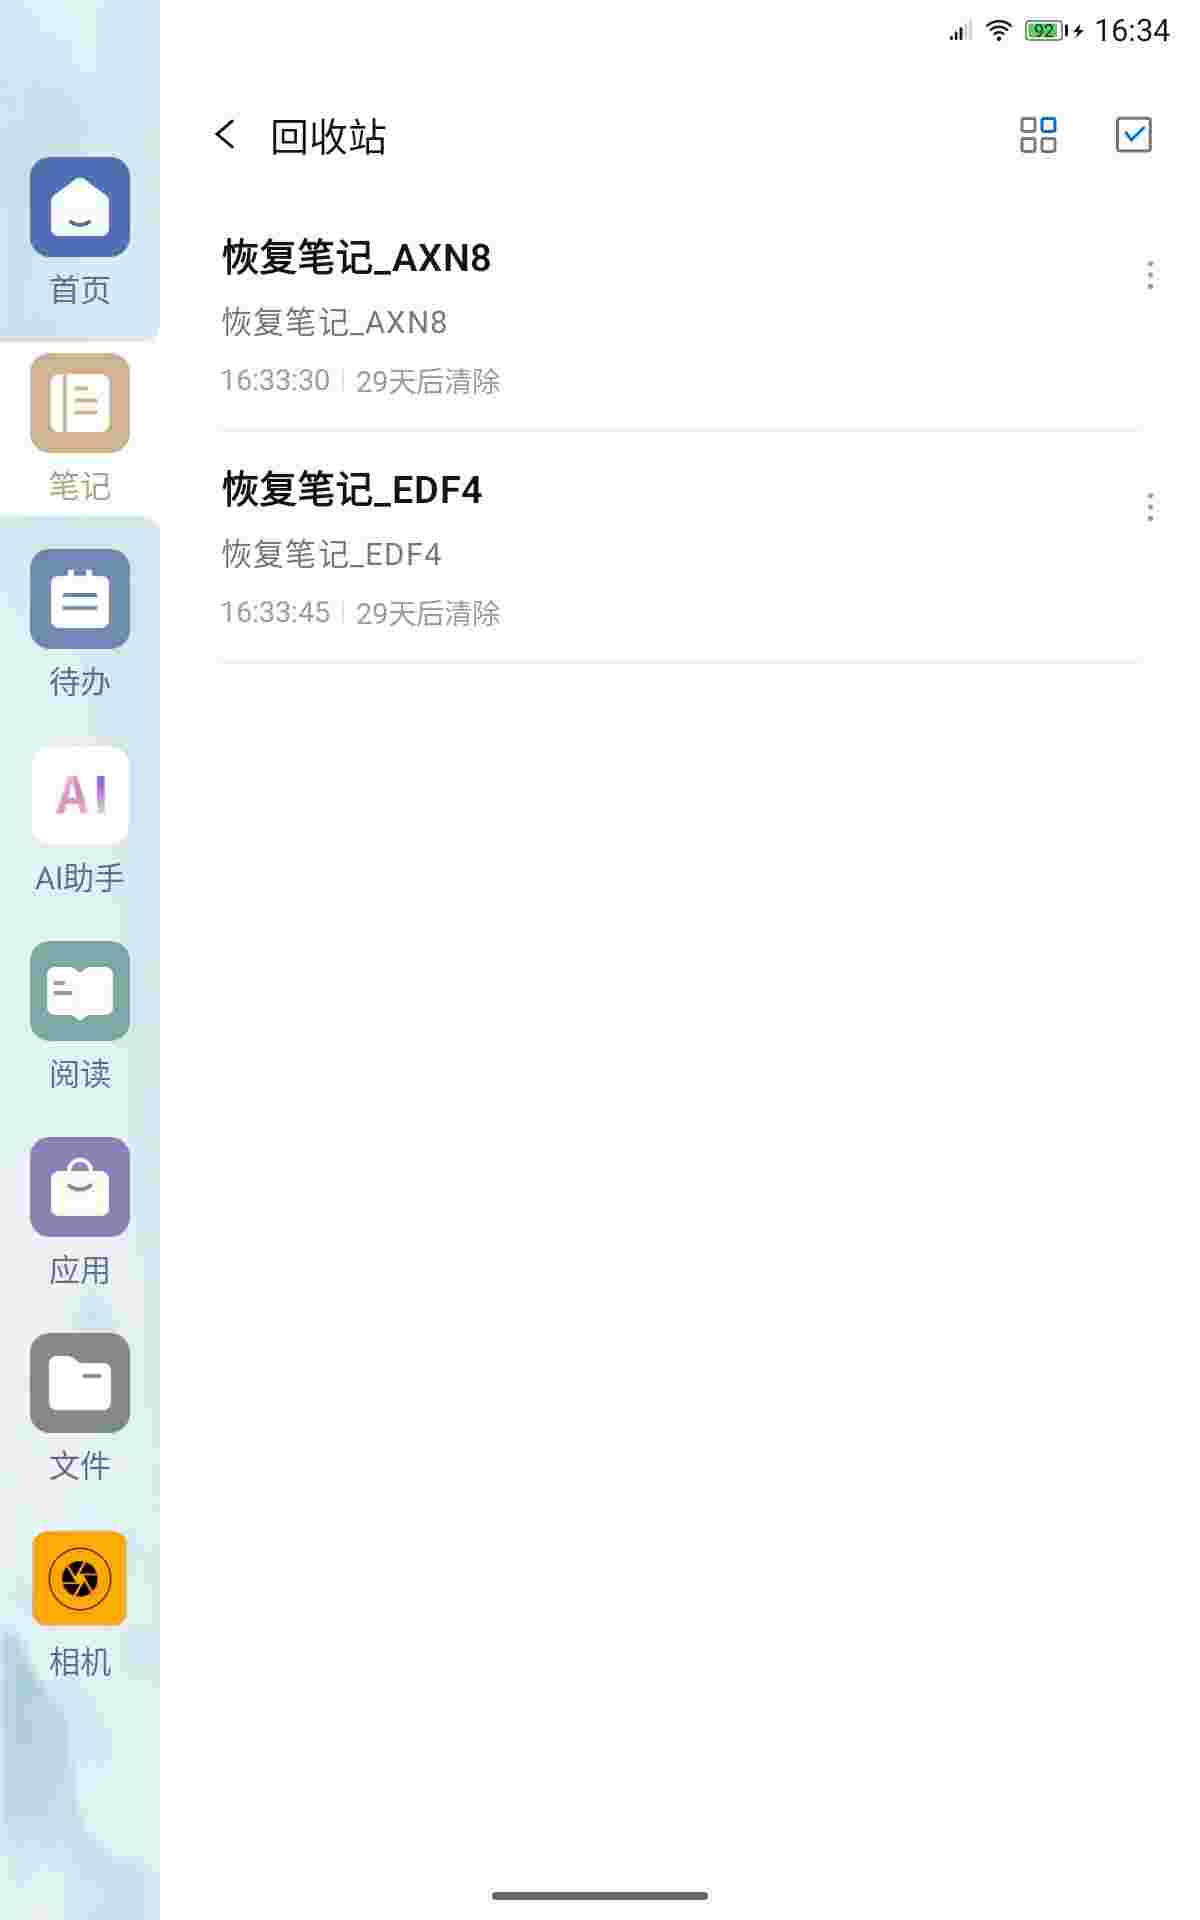 92 16:34
回收站
恢复笔记_AXN8
恢复笔记_AXN8
16:33:30 29天后清除
恢复笔记_EDF4
恢复笔记_EDF4
16:33:45 29天后清除
首页
笔记
待办
AI
AI助手
阅读
应用
文件
相机